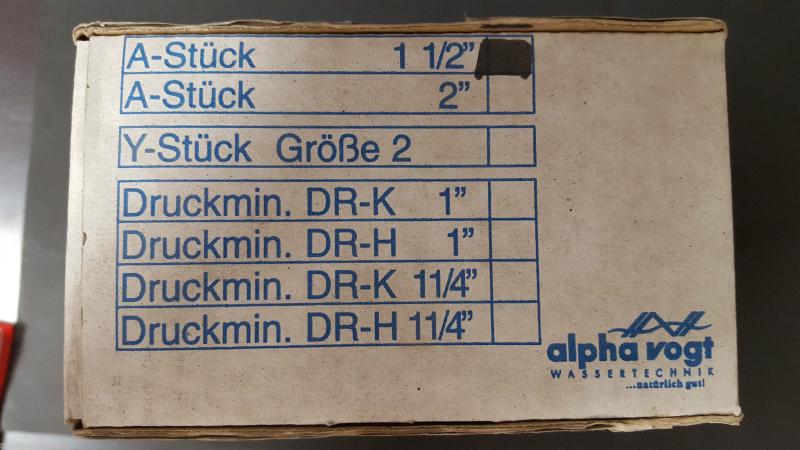 A-Stück 1 1/2”
A-Stück 2”
Y-Stück Größe 2
Druckmin. DR-K 1”
Druckmin. DR-H 1”
Druckmin. DR-K 11/4”
Druckmin. DR-H 11/4”
alpha vogt
WASSERTECHNIK
...natürlich gut!